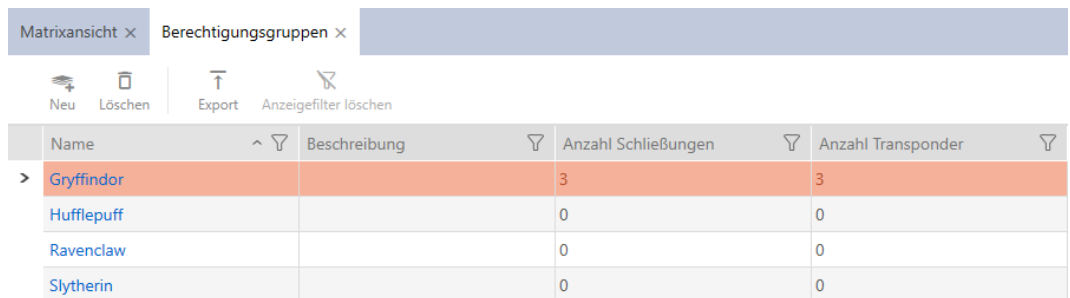 Matrixansicht × Berechtigungsgruppen ×
Neu Löschen Export Anzeigefilter löschen
Name Beschreibung Anzahl Schließungen Anzahl Transponder
Gryffindor 3 3
Hufflepuff 0 0
Ravenclaw 0 0
Slytherin 0 0